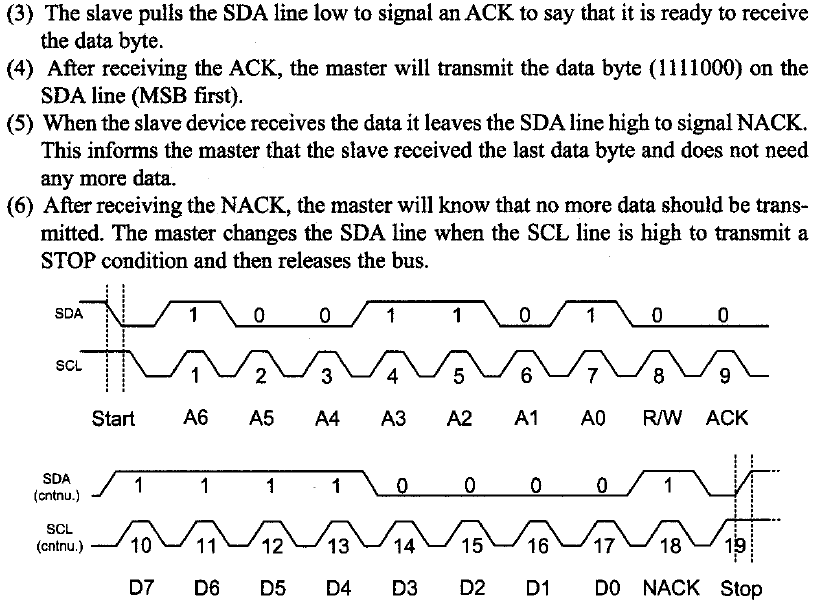 (3) The slave pulls the SDA line low to signal an ACK to say that it is ready to receive
the data byte.
(4) After receiving the ACK, the master will transmit the data byte (1111000) on the
SDA line (MSB first).
(5) When the slave device receives the data it leaves the SDA line high to signal NACK.
This informs the master that the slave received the last data byte and does not need
any more data.
(6) After receiving the NACK, the master will know that no more data should be trans-
mitted. The master changes the SDA line when the SCL line is high to transmit a
STOP condition and then releases the bus.
SDA 1 0 0 1 1 0 1 0 0
SCL 1 2 3 4 5 6 7 8 9
Start A6 A5 A4 A3 A2 A1 A0 R/W ACK
SDA
(cntnu.) 1 1 1 1 0 0 0 0 1
SCL
(cntnu.) 10 11 12 13 14 15 16 17 18 19
D7 D6 D5 D4 D3 D2 D1 D0 NACK Stop